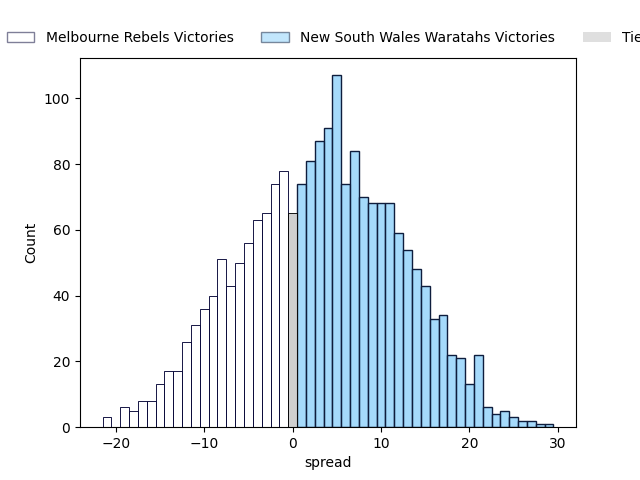 Melbourne Rebels Victories New South Wales Waratahs Victories Tie
100
80
60
40
20
0
Count
−20 −10 0 10 20 30
spread